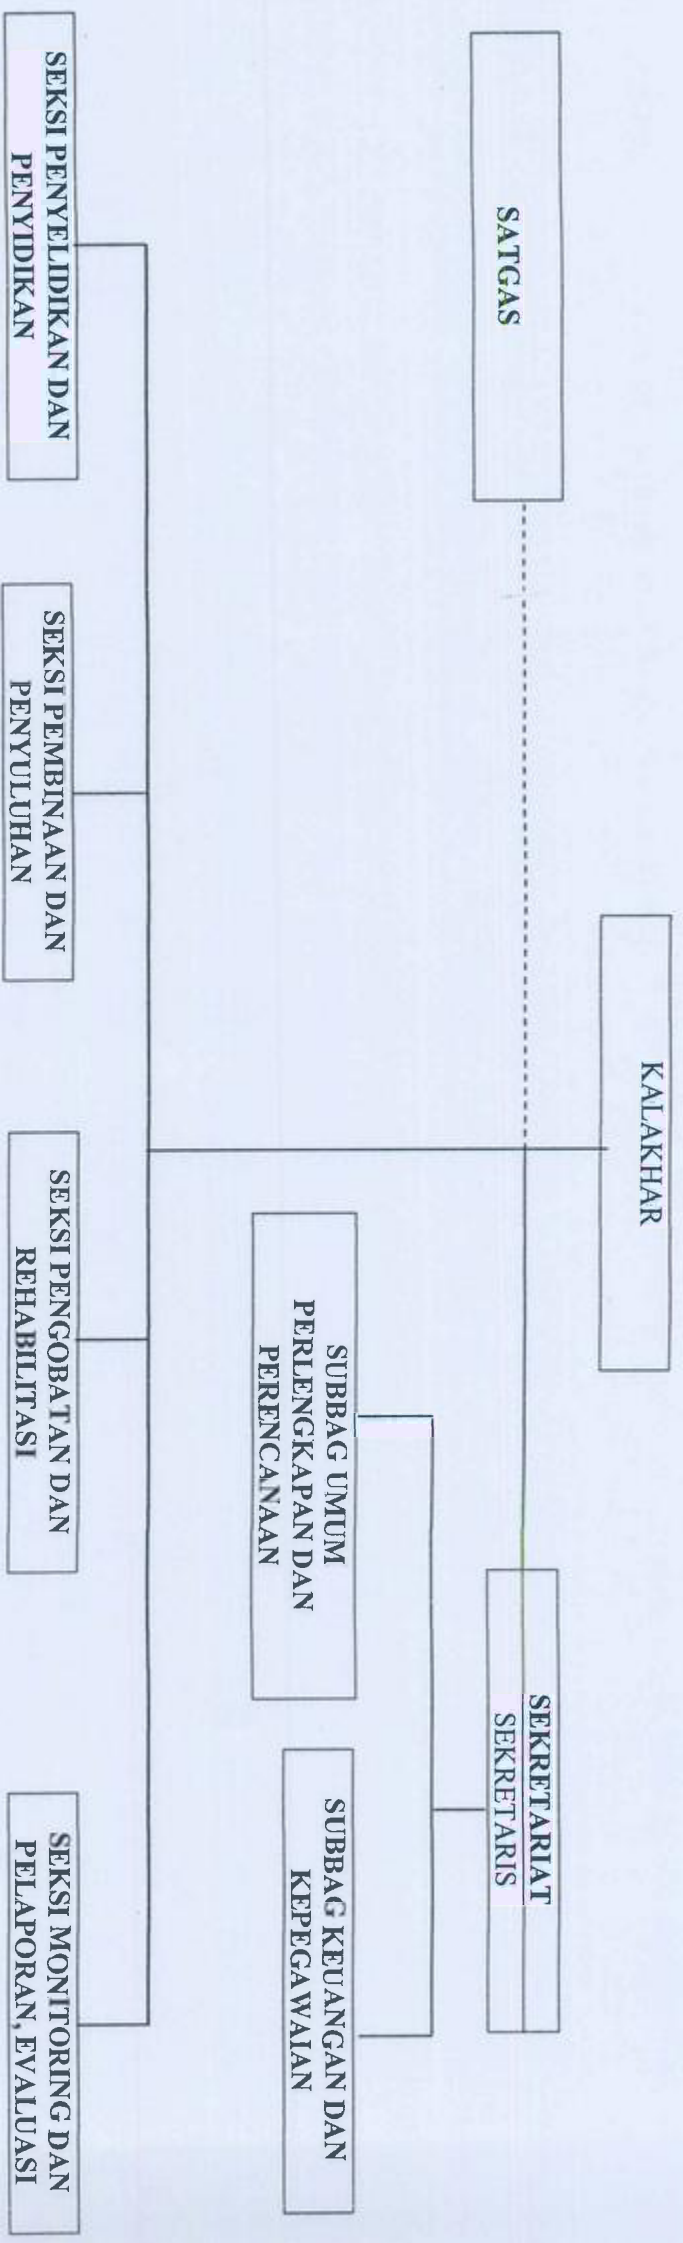 KALAKHAR
SATGAS
SEKRETARIAT
SEKRETARIS
SUBBAG UMUM
PERLENGKAPAN DAN
PERENCANAAN
SUBBAG KEUANGAN DAN
KEPEGAWAIAN
SEKSI PENYELIDIKAN DAN
PENYIDIKAN
SEKSI PEMBINAAN DAN
PENYULUHAN
SEKSI PENGOBATAN DAN
REHABILITASI
SEKSI MONITORING DAN
PELAPORAN, EVALUASI